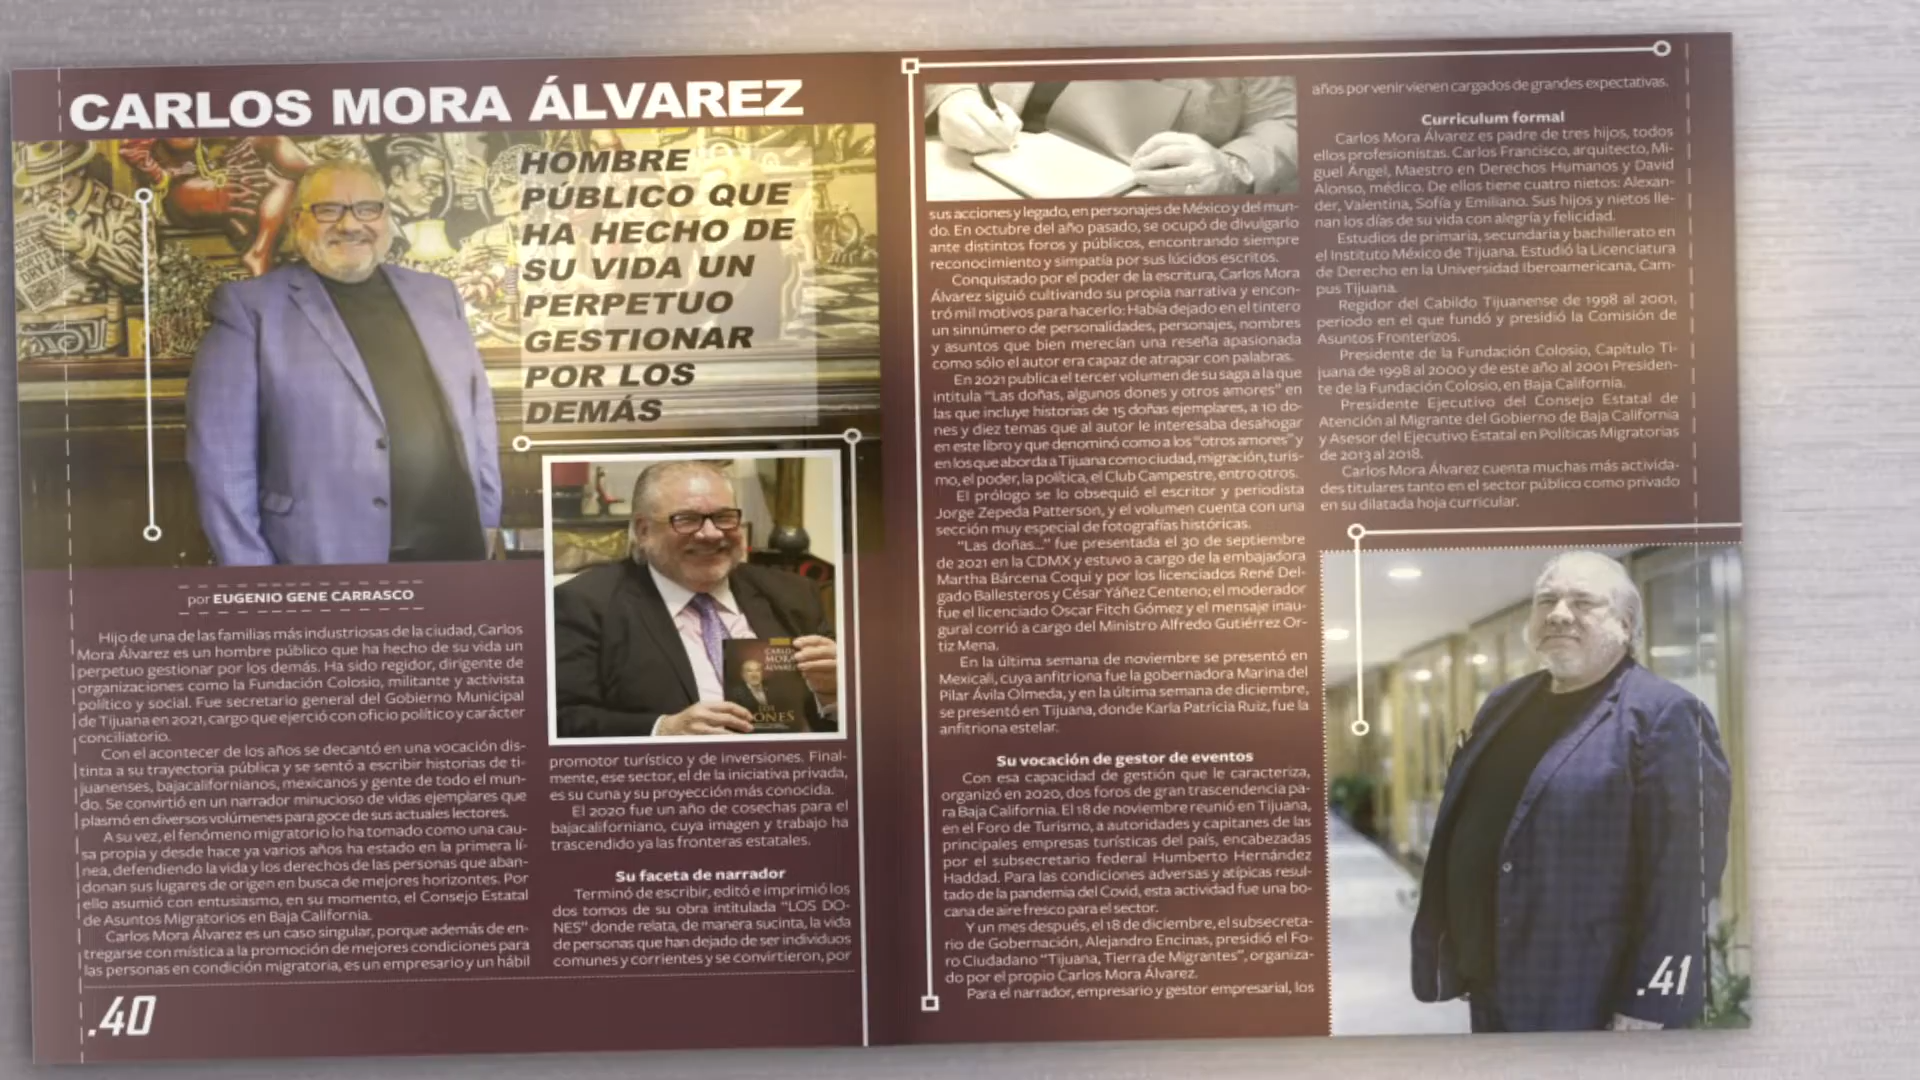 CARLOS MORA ÁLVAREZ
HOMBRE
PÚBLICO QUE
HA HECHO DE
SU VIDA UN
PERPETUO
GESTIONAR
POR LOS
DEMÁS
por EUGENIO GENE CARRASCO
Hijo de una de las familias más industriosas de la ciudad, Carlos
Mora Álvarez es un hombre público que ha hecho de su vida un
perpetuo gestionar por los demás. Ha sido regidor, dirigente de
organizaciones como la Fundación Colosio, militante y activista
político y social. Fue secretario general del Gobierno Municipal
de Tijuana en 2021, cargo que ejerció con oficio político y carácter
conciliatorio.
Con el acontecer de los años se decantó en una vocación dis-
tinta a su trayectoria pública y se sentó a escribir historias de ti-
juanenses, bajacalifornianos, mexicanos y gente de todo el mun-
do. Se convirtió en un narrador minucioso de vidas ejemplares que
plasmó en diversos volúmenes para goce de sus actuales lectores.
A su vez, el fenómeno migratorio lo ha tomado como una cau-
sa propia y desde hace ya varios años ha estado en la primera lí-
nea, defendiendo la vida y los derechos de las personas que aban-
donan sus lugares de origen en busca de mejores horizontes. Por
ello asumió con entusiasmo, en su momento, el Consejo Estatal
de Asuntos Migratorios en Baja California.
Carlos Mora Álvarez es un caso singular, porque además de en-
tregarse con mística a la promoción de mejores condiciones para
las personas en condición migratoria, es un empresario y un hábil
.40
CARLOS
MORA
ÁLVAREZ
LOS
DONES
promotor turístico y de inversiones. Final-
mente, ese sector, el de la iniciativa privada,
es su cuna y su proyección más conocida.
El 2020 fue un año de cosechas para el
bajacaliforniano, cuya imagen y trabajo ha
trascendido ya las fronteras estatales.
Su faceta de narrador
Terminó de escribir, editó e imprimió los
dos tomos de su obra intitulada "LOS DO-
NES" donde relata, de manera sucinta, la vida
de personas que han dejado de ser individuos
comunes y corrientes y se convirtieron, por
sus acciones y legado, en personajes de México y del mun-
do. En octubre del año pasado, se ocupó de divulgarlo
ante distintos foros y públicos, encontrando siempre
reconocimiento y simpatía por sus lúcidos escritos.
Conquistado por el poder de la escritura, Carlos Mora
Álvarez siguió cultivando su propia narrativa y encon-
tró mil motivos para hacerlo: Había dejado en el tintero
un sinnúmero de personalidades, personajes, nombres
y asuntos que bien merecían una reseña apasionada
como sólo el autor era capaz de atrapar con palabras.
En 2021 publica el tercer volumen de su saga a la que
intitula "Las doñas, algunos dones y otros amores" en
las que incluye historias de 15 doñas ejemplares, a 10 do-
nes y diez temas que al autor le interesaba desahogar
en este libro y que denominó como a los "otros amores" y
en los que aborda a Tijuana como ciudad, migración, turis-
mo, el poder, la política, el Club Campestre, entro otros.
El prólogo se lo obsequió el escritor y periodista
Jorge Zepeda Patterson, y el volumen cuenta con una
sección muy especial de fotografías históricas.
"Las doñas..." fue presentada el 30 de septiembre
de 2021 en la CDMX y estuvo a cargo de la embajadora
Martha Bárcena Coqui y por los licenciados René Del-
gado Ballesteros y César Yáñez Centeno; el moderador
fue el licenciado Oscar Fitch Gómez y el mensaje inau-
gural corrió a cargo del Ministro Alfredo Gutiérrez Or-
tiz Mena.
En la última semana de noviembre se presentó en
Mexicali, cuya anfitriona fue la gobernadora Marina del
Pilar Ávila Olmeda, y en la última semana de diciembre,
se presentó en Tijuana, donde Karla Patricia Ruiz, fue la
anfitriona estelar.
Su vocación de gestor de eventos
Con esa capacidad de gestión que le caracteriza,
organizó en 2020, dos foros de gran trascendencia pa-
ra Baja California. El 18 de noviembre reunió en Tijuana,
en el Foro de Turismo, a autoridades y capitanes de las
principales empresas turísticas del país, encabezadas
por el subsecretario federal Humberto Hernández
Haddad. Para las condiciones adversas y atípicas resul-
tado de la pandemia del Covid, esta actividad fue una bo-
cana de aire fresco para el sector.
Y un mes después, el 18 de diciembre, el subsecreta-
rio de Gobernación, Alejandro Encinas, presidió el Fo-
ro Ciudadano "Tijuana, Tierra de Migrantes", organiza-
do por el propio Carlos Mora Álvarez.
Para el narrador, empresario y gestor empresarial, los
años por venir vienen cargados de grandes expectativas.
Curriculum formal
Carlos Mora Álvarez es padre de tres hijos, todos
ellos profesionistas. Carlos Francisco, arquitecto, Mi-
guel Ángel, Maestro en Derechos Humanos y David
Alonso, médico. De ellos tiene cuatro nietos: Alexan-
der, Valentina, Sofía y Emiliano. Sus hijos y nietos lle-
nan los días de su vida con alegría y felicidad.
Estudios de primaria, secundaria y bachillerato en
el Instituto México de Tijuana. Estudió la Licenciatura
de Derecho en la Universidad Iberoamericana, Cam-
pus Tijuana.
Regidor del Cabildo Tijuanense de 1998 al 2001,
periodo en el que fundó y presidió la Comisión de
Asuntos Fronterizos.
Presidente de la Fundación Colosio, Capítulo Ti-
juana de 1998 al 2000 y de este año al 2001 Presiden-
te de la Fundación Colosio, en Baja California.
Presidente Ejecutivo del Consejo Estatal de
Atención al Migrante del Gobierno de Baja California
y Asesor del Ejecutivo Estatal en Políticas Migratorias
de 2013 al 2018.
Carlos Mora Álvarez cuenta muchas más activida-
des titulares tanto en el sector público como privado
en su dilatada hoja curricular.
.41